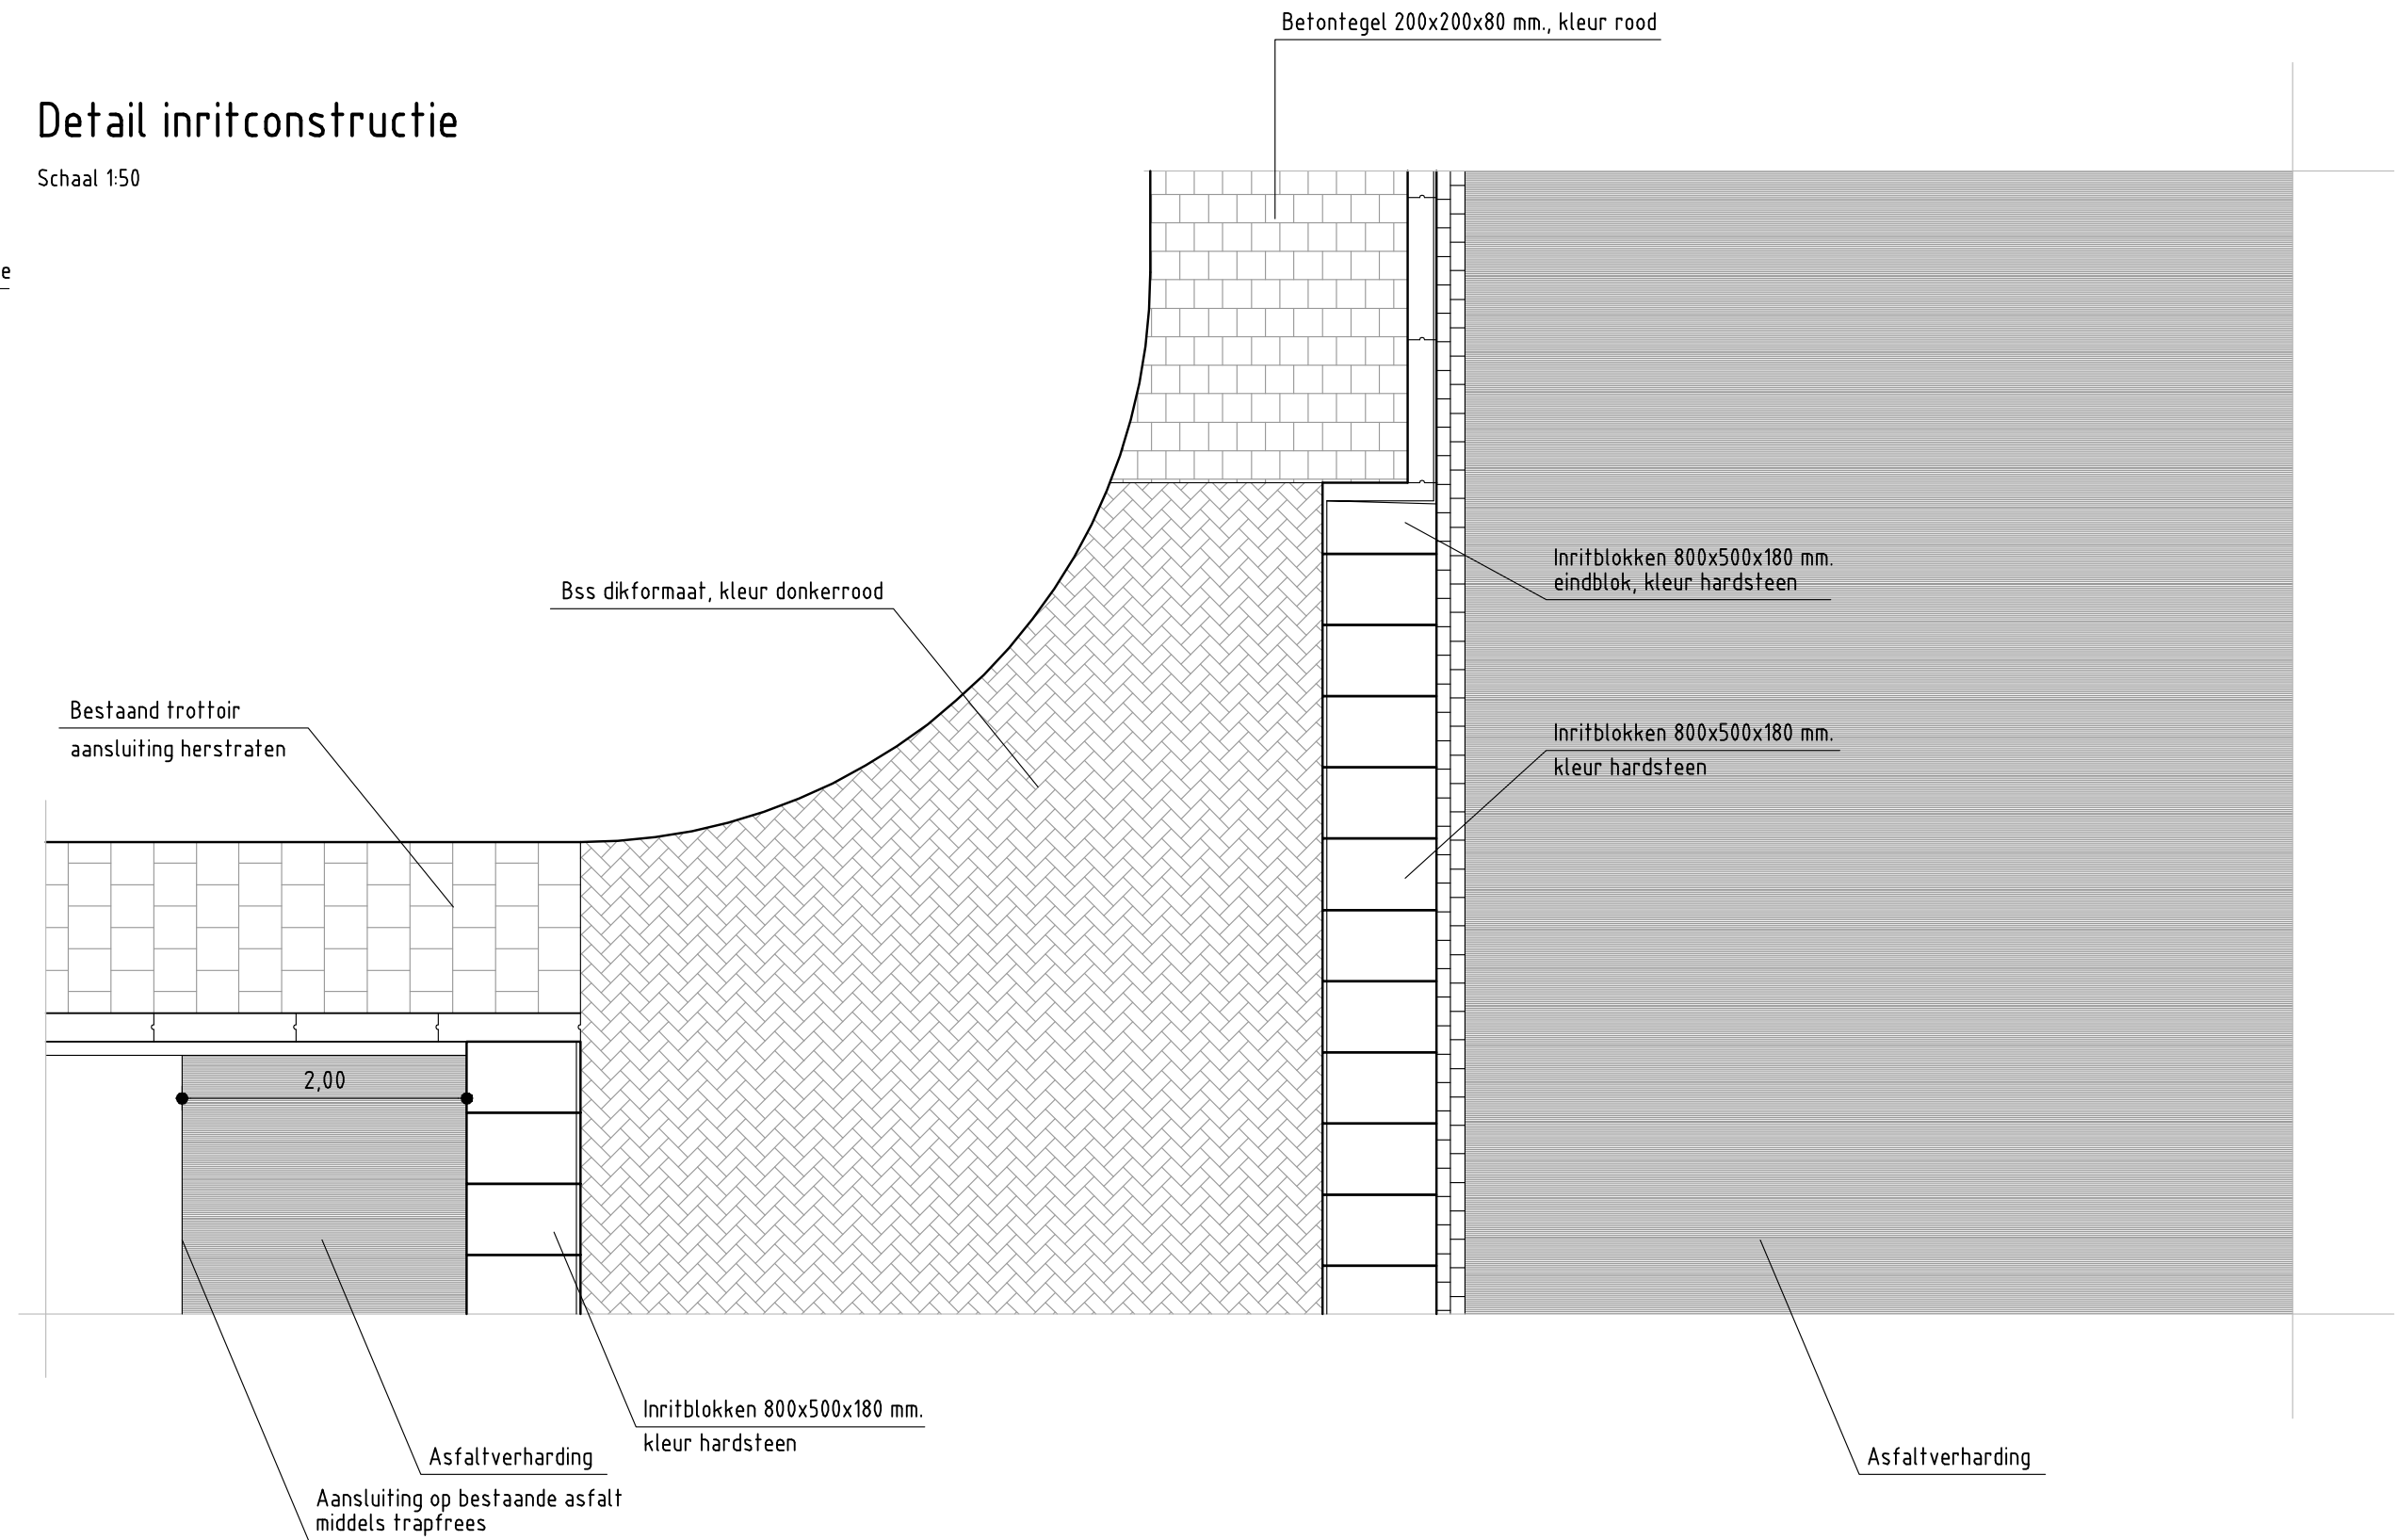 Betontegel 200x200x80 mm., kleur rood
Detail inritconstructie
Schaal 1:50
e
Inritblokken 800x500x180 mm.
eindblok, kleur hardsteen
Bss dikformaat, kleur donkerrood
Bestaand trottoir
aansluiting herstraten
Inritblokken 800x500x180 mm.
kleur hardsteen
2,00
Inritblokken 800x500x180 mm.
kleur hardsteen
Asfaltverharding
Asfaltverharding
Aansluiting op bestaande asfalt
middels trapfrees